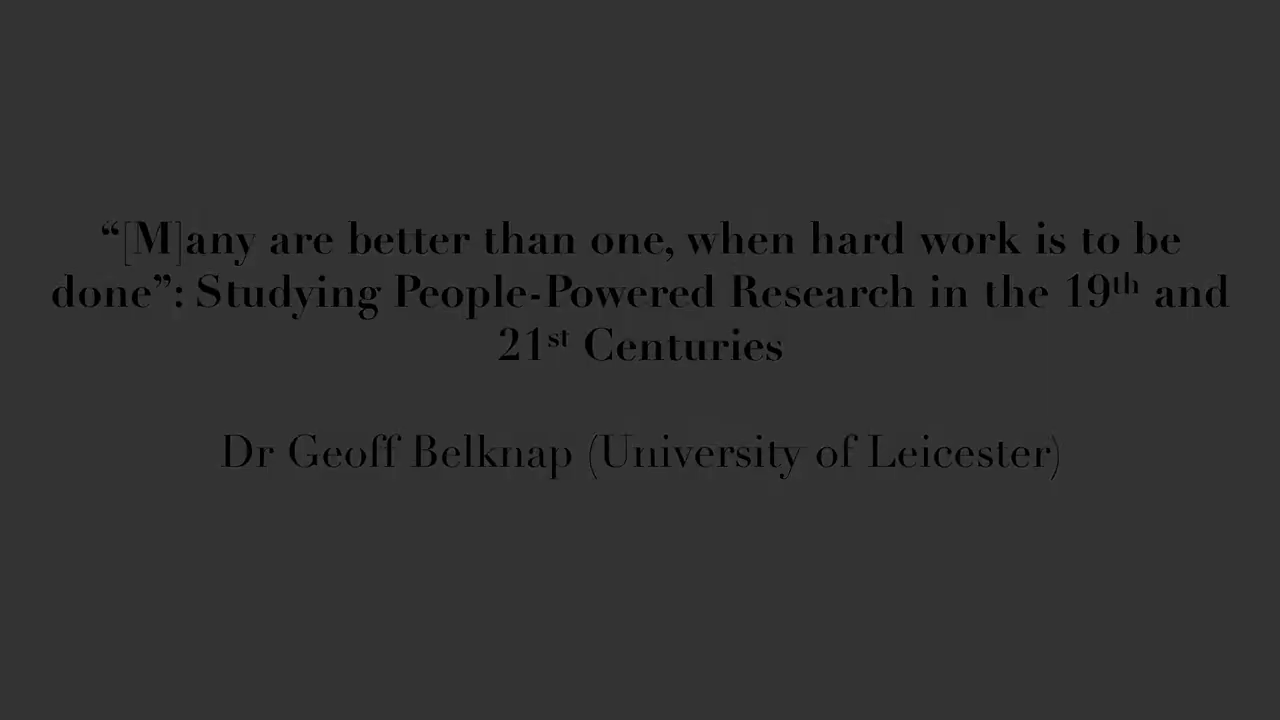 “[M]any are better than one, when hard work is to be
done”: Studying People-Powered Research in the 19th and
21st Centuries
Dr Geoff Belknap (University of Leicester)